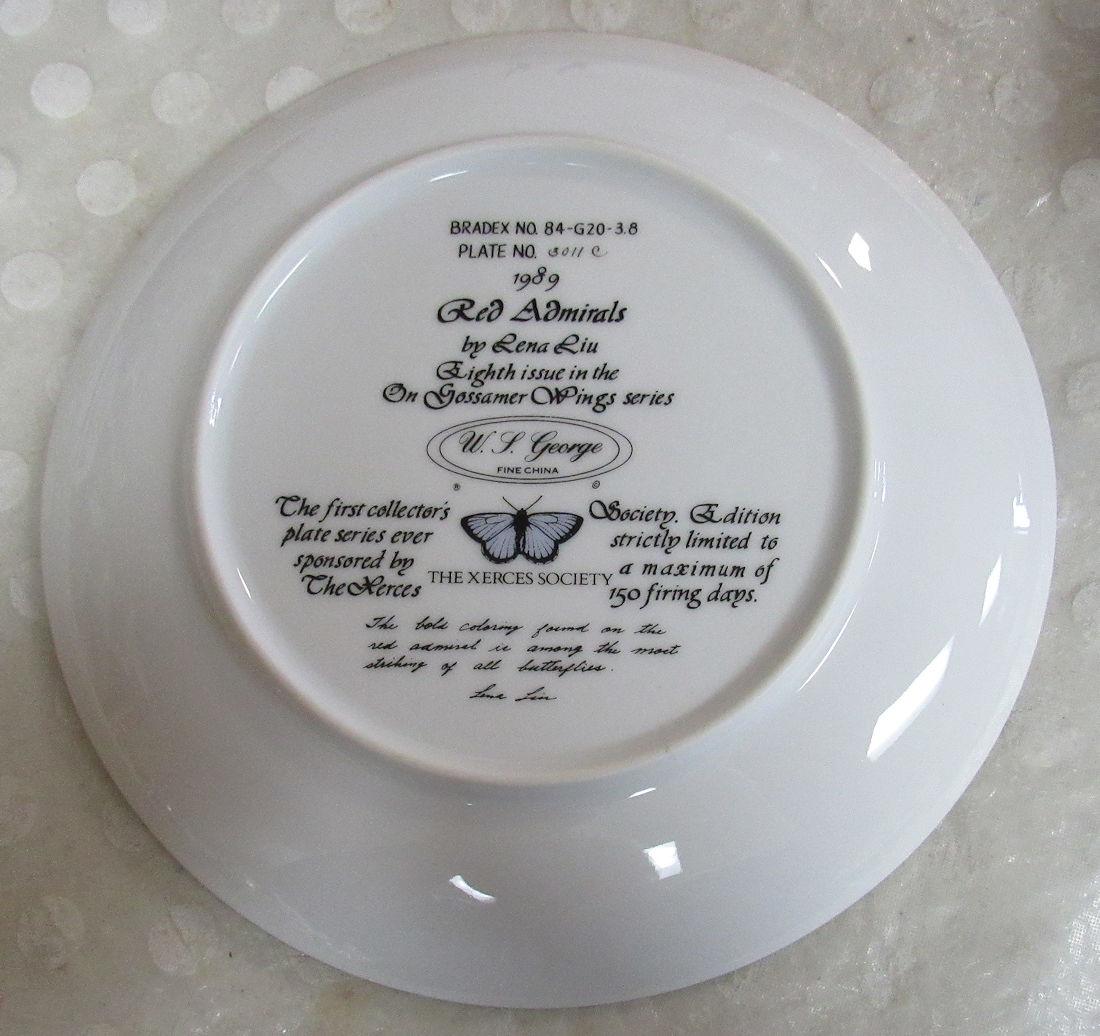 BRADEX NO. 84-G20-3.8
PLATE NO. 3011 C
1989
Red Admirals
by Lena Liu
Eighth issue in the
On Gossamer Wings series
W. S. George
FINE CHINA
® ©
The first collector's
plate series ever
sponsored by
The Xerces
THE XERCES SOCIETY
Society. Edition
strictly limited to
a maximum of
150 firing days.
The bold coloring found on the
red admiral is among the most
striking of all butterflies.
Lena Liu